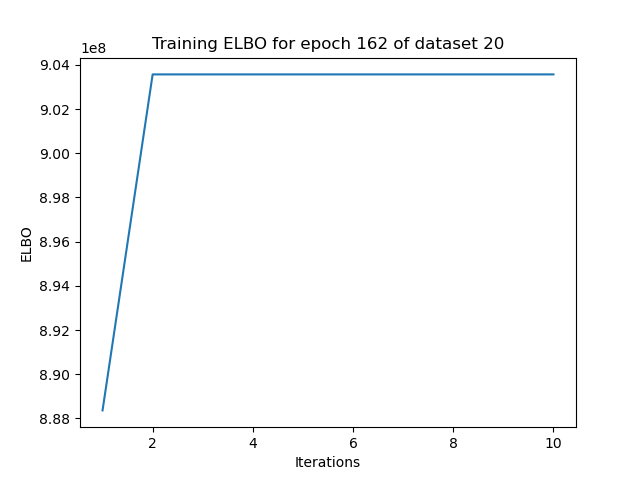 Training ELBO for epoch 162 of dataset 20
1e8
9.04
9.02
9.00
8.98
8.96
8.94
8.92
8.90
8.88
ELBO
2 4 6 8 10
Iterations